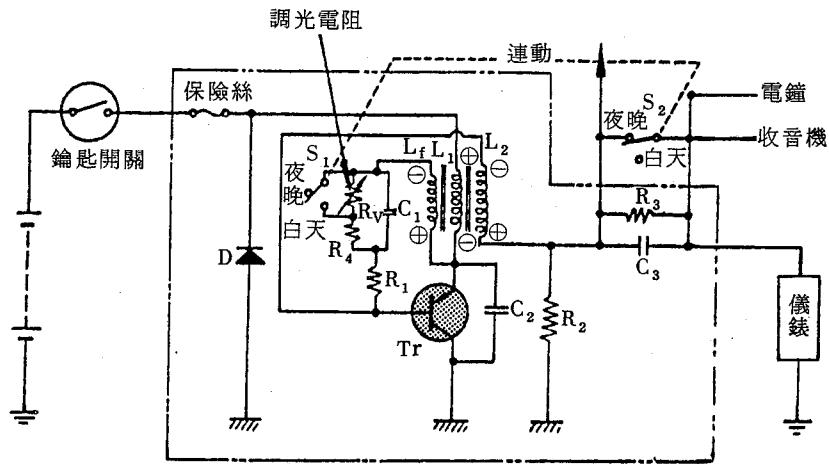 調光電阻
連動
鑰匙開關
保險絲
電鐘
收音機
夜晚
S₂
白天
S₁
夜晚
白天
L_f
L₁
L₂
⊖
⊕
⊖
⊕
⊖
⊕
R_V
C₁
R₄
R₁
D
Tr
C₂
R₂
R₃
C₃
儀錶